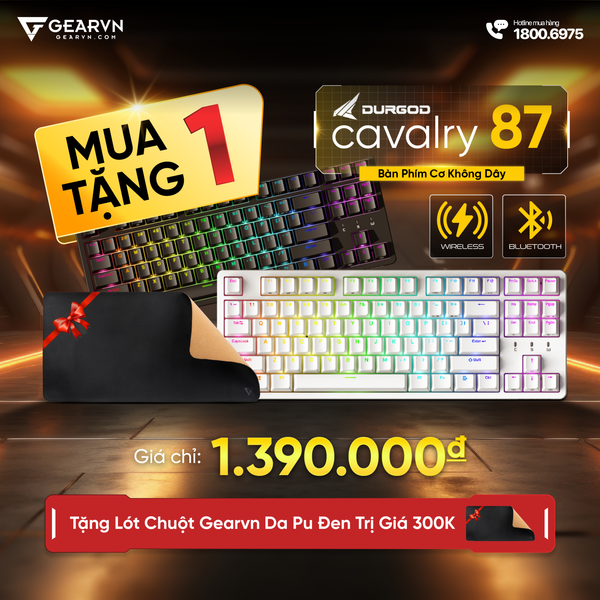 GEARVN
GEARVN.COM
Hotline mua hàng
1800.6975
MUA
TẶNG 1
DURGOD
cavalry 87
Bàn Phím Cơ Không Dây
WIRELESS
BLUETOOTH
Giá chỉ: 1.390.000đ
Tặng Lót Chuột Gearvn Da Pu Đen Trị Giá 300K